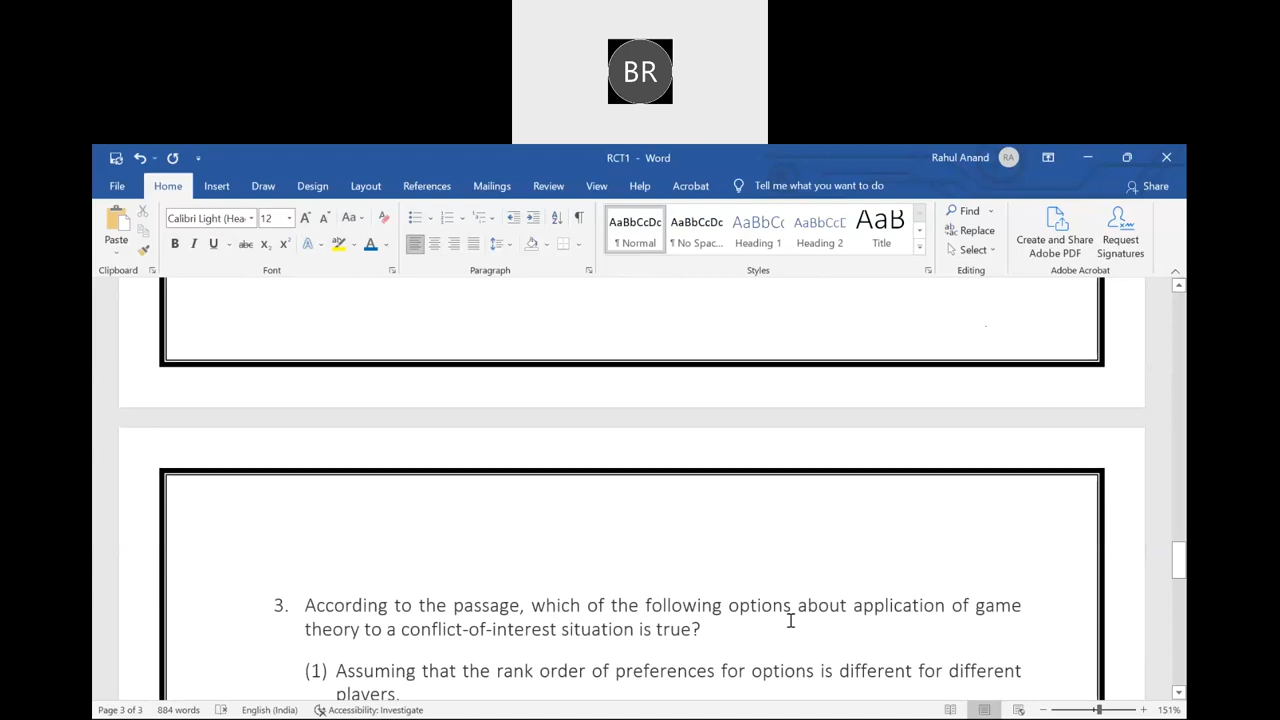 BR
RCT1 - Word
Rahul Anand RA
File Home Insert Draw Design Layout References Mailings Review View Help Acrobat Tell me what you want to do Share
Paste
Calibri Light (Hea 12
Aa
B I U abc x₂ x² A A
AaBbCcDc AaBbCcDc AaBbCc AaBbCcE AaB
¶ Normal ¶ No Spac... Heading 1 Heading 2 Title
Find
Replace
Select
Create and Share
Adobe PDF
Request
Signatures
Clipboard Font Paragraph Styles Editing Adobe Acrobat
3. According to the passage, which of the following options about application of game
theory to a conflict-of-interest situation is true?
(1) Assuming that the rank order of preferences for options is different for different
players.
Page 3 of 3 884 words English (India) Accessibility: Investigate 151%